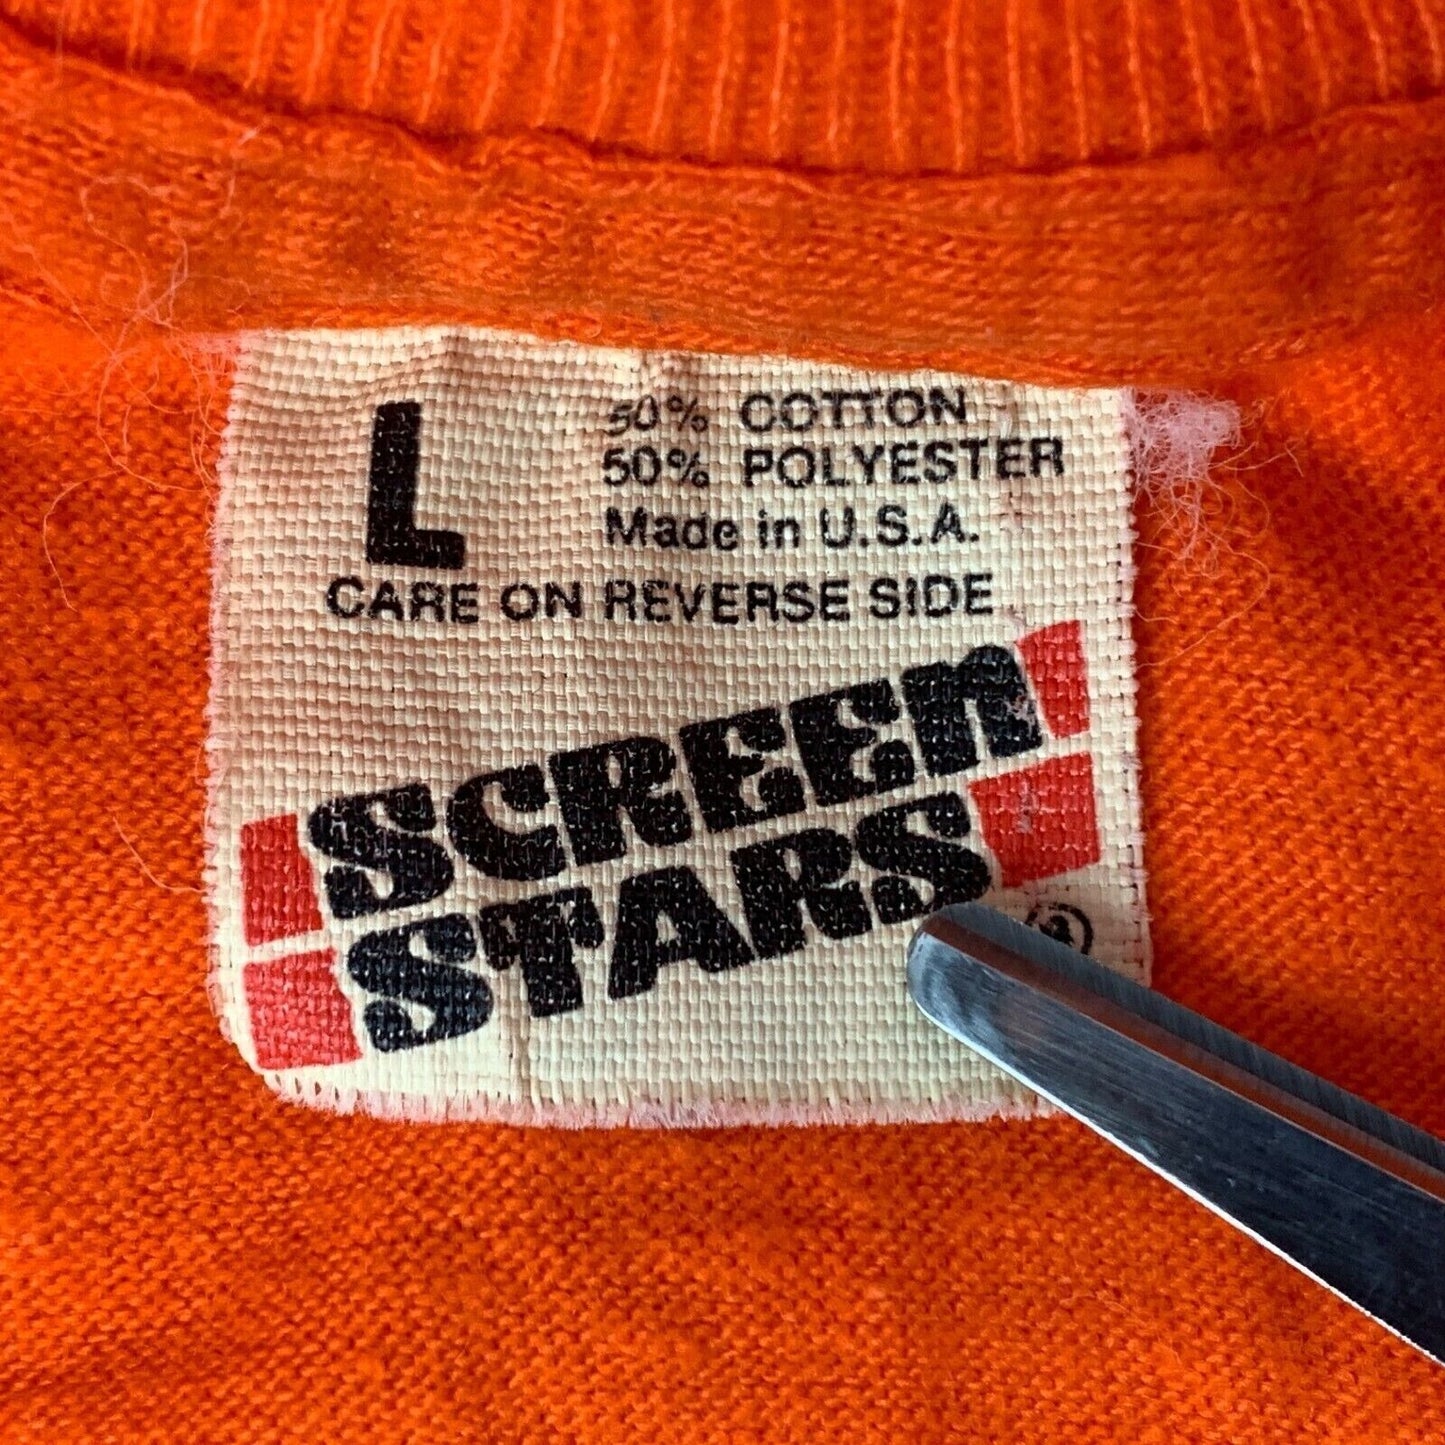 L
50% COTTON
50% POLYESTER
Made in U.S.A.
CARE ON REVERSE SIDE
SCREEN
STARS
®